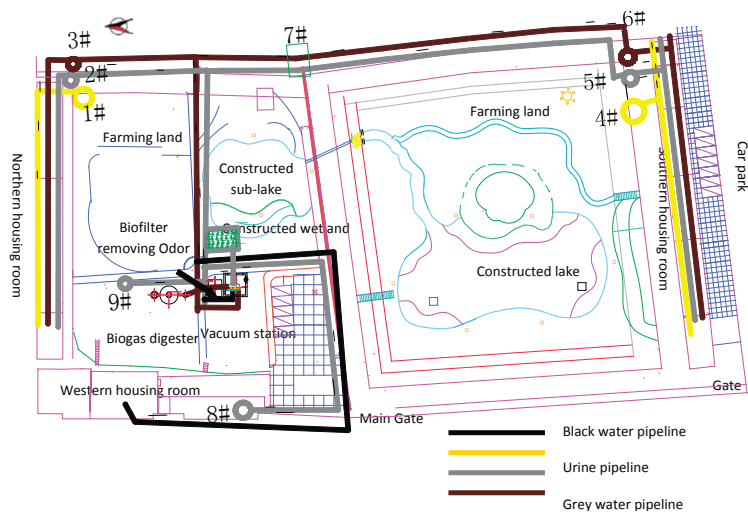 3#
7#
6#
2#
1#
5#
4#
Farming land
Farming land
Northern housing room
Constructed
sub-lake
Constructed wetland
Biofilter
removing Odor
Southern housing room
Car park
Constructed lake
9#
Biogas digester
Vacuum station
Western housing room
8#
Main Gate
Gate
Black water pipeline
Urine pipeline
Grey water pipeline